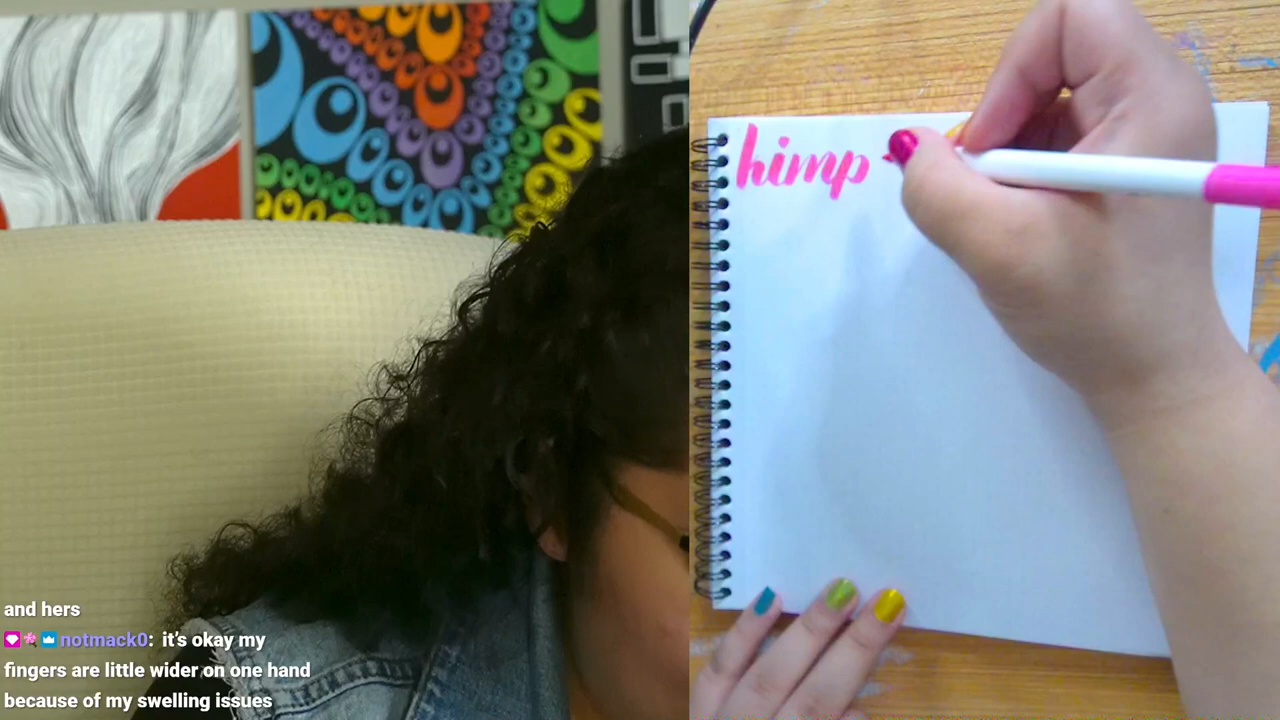 himp
and hers
notmack0: it's okay my
fingers are little wider on one hand
because of my swelling issues